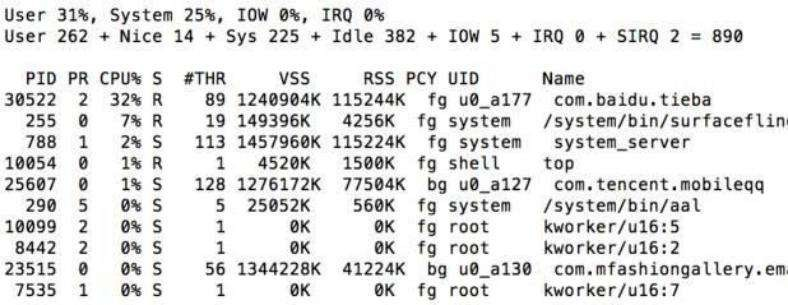 User 31%, System 25%, IOW 0%, IRQ 0%
User 262 + Nice 14 + Sys 225 + Idle 382 + IOW 5 + IRQ 0 + SIRQ 2 = 890
PID PR CPU% S #THR VSS RSS PCY UID Name
30522 2 32% R 89 1240904K 115244K fg u0_a177 com.baidu.tieba
255 0 7% R 19 149396K 4256K fg system /system/bin/surfacefling
788 1 2% S 113 1457960K 115224K fg system system_server
10054 0 1% R 1 4520K 1500K fg shell top
25607 0 1% S 128 1276172K 77504K bg u0_a127 com.tencent.mobileqq
290 5 0% S 5 25052K 560K fg system /system/bin/aal
10099 2 0% S 1 0K 0K fg root kworker/u16:5
8442 2 0% S 1 0K 0K fg root kworker/u16:2
23515 0 0% S 56 1344228K 41224K bg u0_a130 com.mfashiongallery.ema
7535 1 0% S 1 0K 0K fg root kworker/u16:7